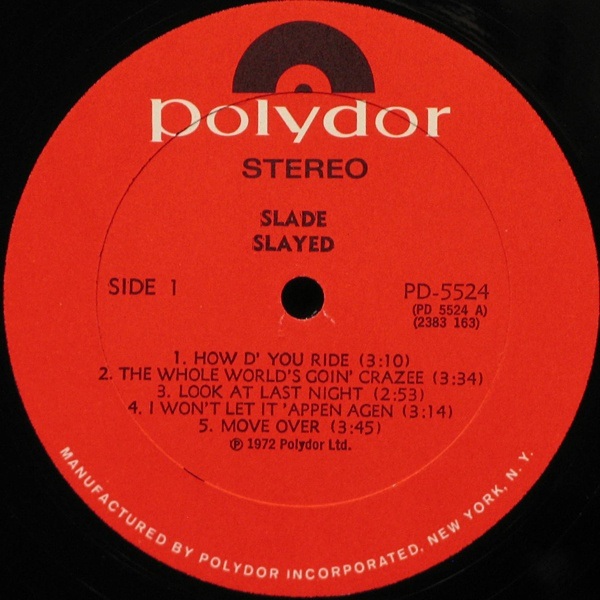 polydor
STEREO
SLADE
SLAYED
SIDE 1
PD-5524
(PD 5524 A)
(2383 163)
1. HOW D' YOU RIDE (3:10)
2. THE WHOLE WORLD'S GOIN' CRAZEE (3:34)
3. LOOK AT LAST NIGHT (2:53)
4. I WON'T LET IT 'APPEN AGEN (3:14)
5. MOVE OVER (3:45)
℗ 1972 Polydor Ltd.
MANUFACTURED BY POLYDOR INCORPORATED, NEW YORK, N. Y.